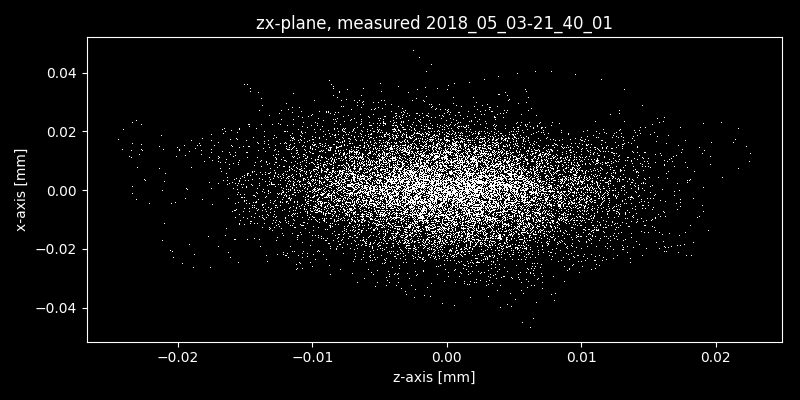 zx-plane, measured 2018_05_03-21_40_01
0.04
0.02
0.00
−0.02
−0.04
x-axis [mm]
−0.02 −0.01 0.00 0.01 0.02
z-axis [mm]